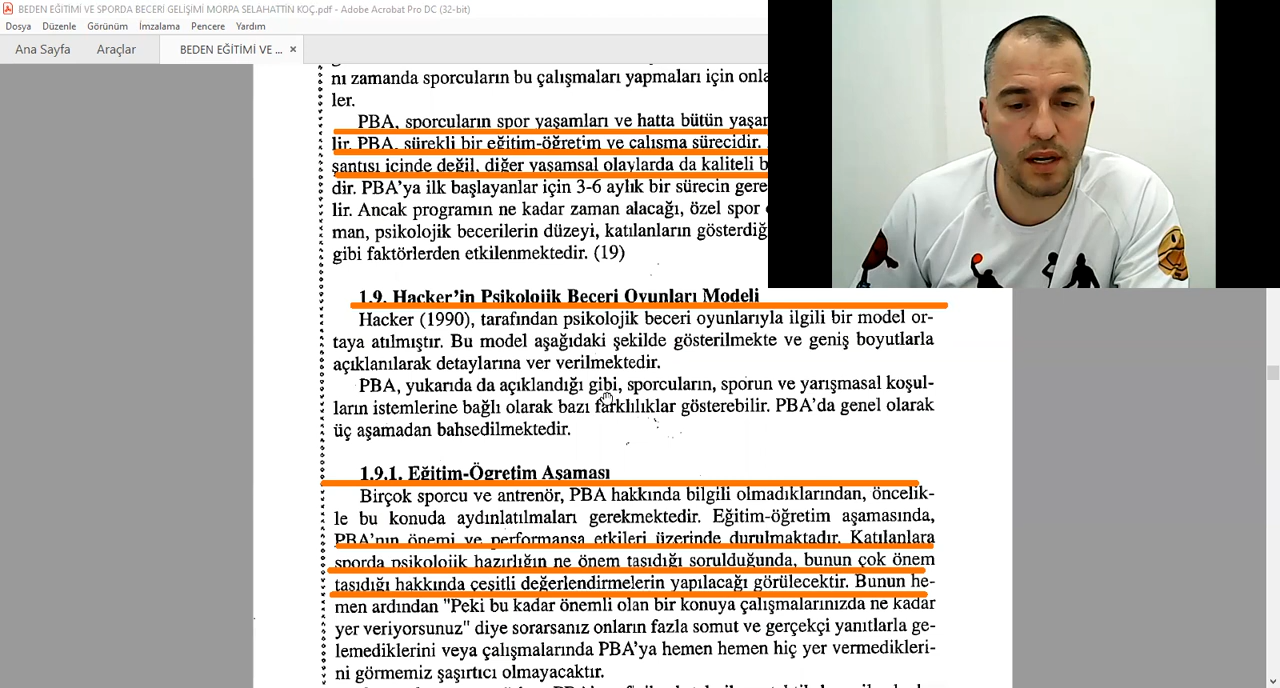 BEDEN EĞİTİMİ VE SPORDA BECERİ GELİŞİMİ MORPA SELAHATTİN KOÇ.pdf - Adobe Acrobat Pro DC (32-bit)
Dosya Düzenle Görünüm İmzalama Pencere Yardım
Ana Sayfa Araçlar BEDEN EĞİTİMİ VE ... ×
nı zamanda sporcuların bu çalışmaları yapmaları için
ler.
PBA, sporcuların spor yaşamları ve hatta bütün
lir. PBA, sürekli bir eğitim-öğretim ve çalışma sürecidir.
şantısı içinde değil, diğer yaşamsal olaylarda da kaliteli
dir. PBA'ya ilk başlayanlar için 3-6 aylık bir sürecin
lir. Ancak programın ne kadar zaman alacağı, özel spor
man, psikolojik becerilerin düzeyi, katılanların
gibi faktörlerden etkilenmektedir. (19)
1.9. Hacker'in Psikolojik Beceri Oyunları Modeli
Hacker (1990), tarafından psikolojik beceri oyunlarıyla ilgili bir model or-
taya atılmıştır. Bu model aşağıdaki şekilde gösterilmekte ve geniş boyutlarla
açıklanılarak detaylarına ver verilmektedir.
PBA, yukarıda da açıklandığı gibi, sporcuların, sporun ve yarışmasal koşul-
ların istemlerine bağlı olarak bazı farklılıklar gösterebilir. PBA'da genel olarak
üç aşamadan bahsedilmektedir.
1.9.1. Eğitim-Ögretim Aşaması
Birçok sporcu ve antrenör, PBA hakkında bilgili olmadıklarından, öncelik-
le bu konuda aydınlatılmaları gerekmektedir. Eğitim-öğretim aşamasında,
PBA'nın önemi ve performansa etkileri üzerinde durulmaktadır. Katılanlara
sporda psikolojik hazırlığın ne önem taşıdığı sorulduğunda, bunun çok önem
taşıdığı hakkında çeşitli değerlendirmelerin yapılacağı görülecektir. Bunun he-
men ardından "Peki bu kadar önemli olan bir konuya çalışmalarınızda ne kadar
yer veriyorsunuz" diye sorarsanız onların fazla somut ve gerçekçi yanıtlarla ge-
lemediklerini veya çalışmalarında PBA'ya hemen hemen hiç yer vermedikleri-
ni görmemiz şaşırtıcı olmayacaktır.